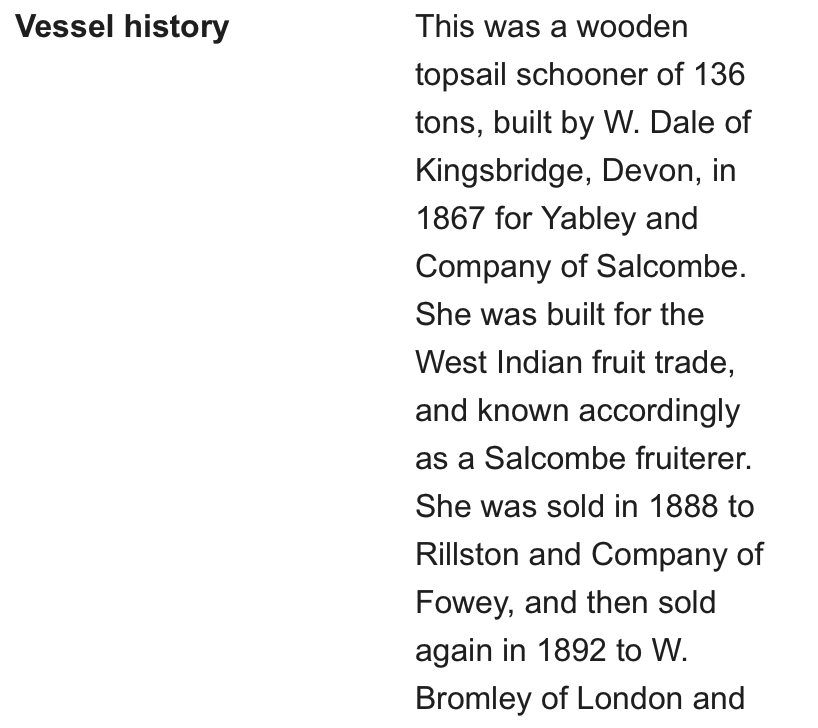 Vessel history
This was a wooden
topsail schooner of 136
tons, built by W. Dale of
Kingsbridge, Devon, in
1867 for Yabley and
Company of Salcombe.
She was built for the
West Indian fruit trade,
and known accordingly
as a Salcombe fruiterer.
She was sold in 1888 to
Rillston and Company of
Fowey, and then sold
again in 1892 to W.
Bromley of London and